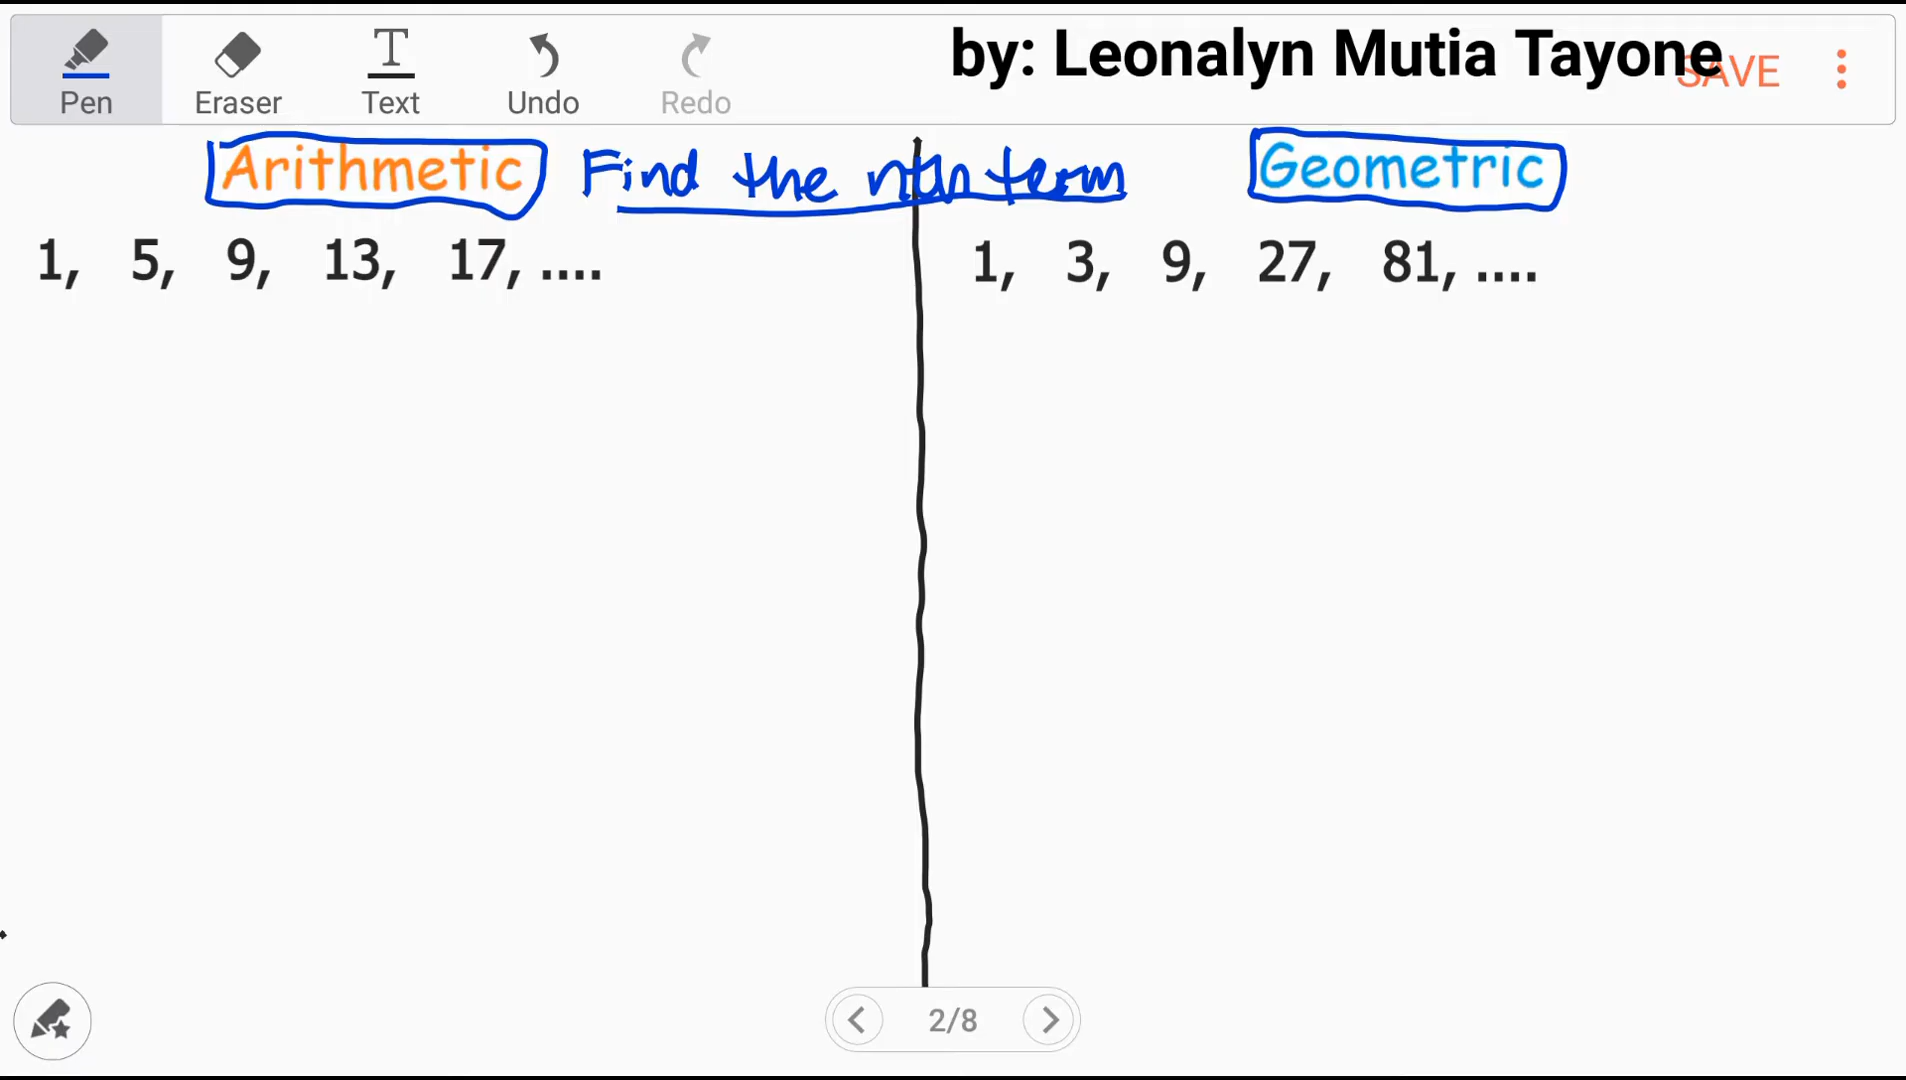 by: Leonalyn Mutia Tayone
Pen Eraser Text Undo Redo SAVE
Arithmetic Find the nth term Geometric
1, 5, 9, 13, 17, ....
1, 3, 9, 27, 81, ....
2/8